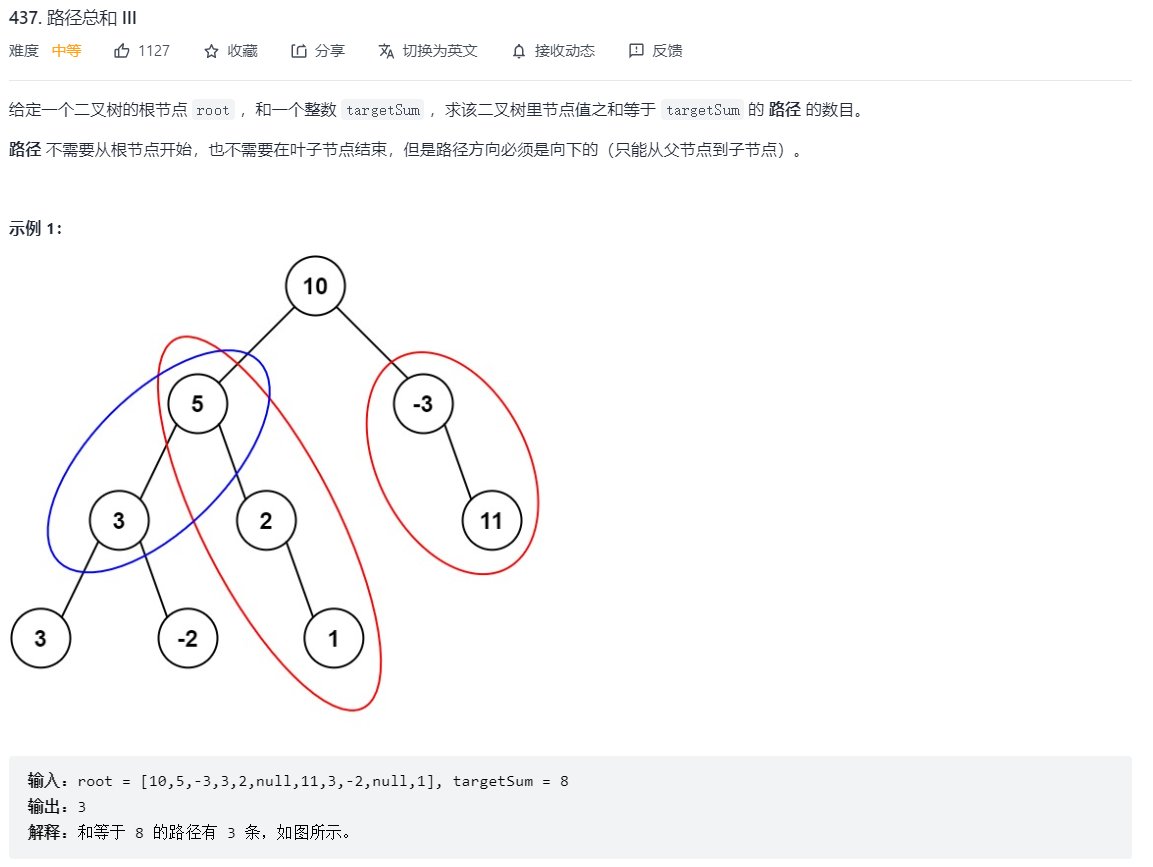 437. 路径总和 III
难度 中等 1127 收藏 分享 切换为英文 接收动态 反馈
给定一个二叉树的根节点 root ，和一个整数 targetSum ，求该二叉树里节点值之和等于 targetSum 的 路径 的数目。
路径 不需要从根节点开始，也不需要在叶子节点结束，但是路径方向必须是向下的（只能从父节点到子节点）。
示例 1：
10
5 -3
3 2 11
3 -2 1
输入：root = [10,5,-3,3,2,null,11,3,-2,null,1], targetSum = 8
输出：3
解释：和等于 8 的路径有 3 条，如图所示。